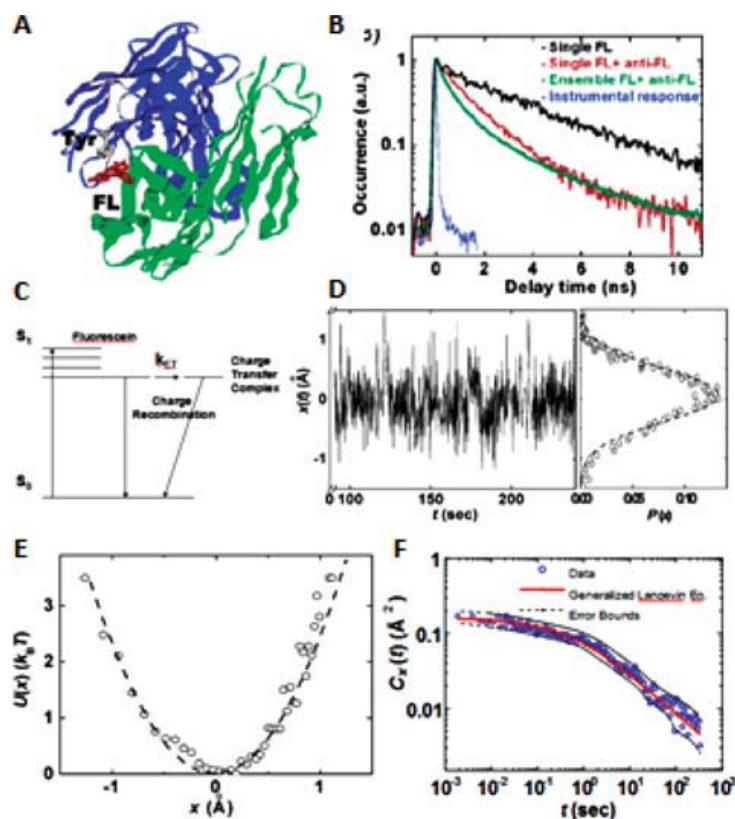 A
Tyr
FL
B
Occurrence (a.u.)
1
0.1
0.01
Single FL
Single FL+ anti-FL
Ensemble FL+ anti-FL
Instrumental response
0 2 4 6 8 10
Delay time (ns)
C
S₁
Fluorescein
k
Charge
Transfer
Complex
Charge
Recombination
S₀
D
x(t) Å
1
0
-1
0 100 150 200
t (sec)
0.00 0.05 0.10
P(x)
E
U(x) (k_BT)
3
2
1
0
-1 0 1
x (Å)
F
C_x(t) (Å²)
1
0.1
0.01
Data
Generalized Langevin Eq.
Error Bounds
10⁻³ 10⁻² 10⁻¹ 10⁰ 10¹ 10² 10³
t (sec)